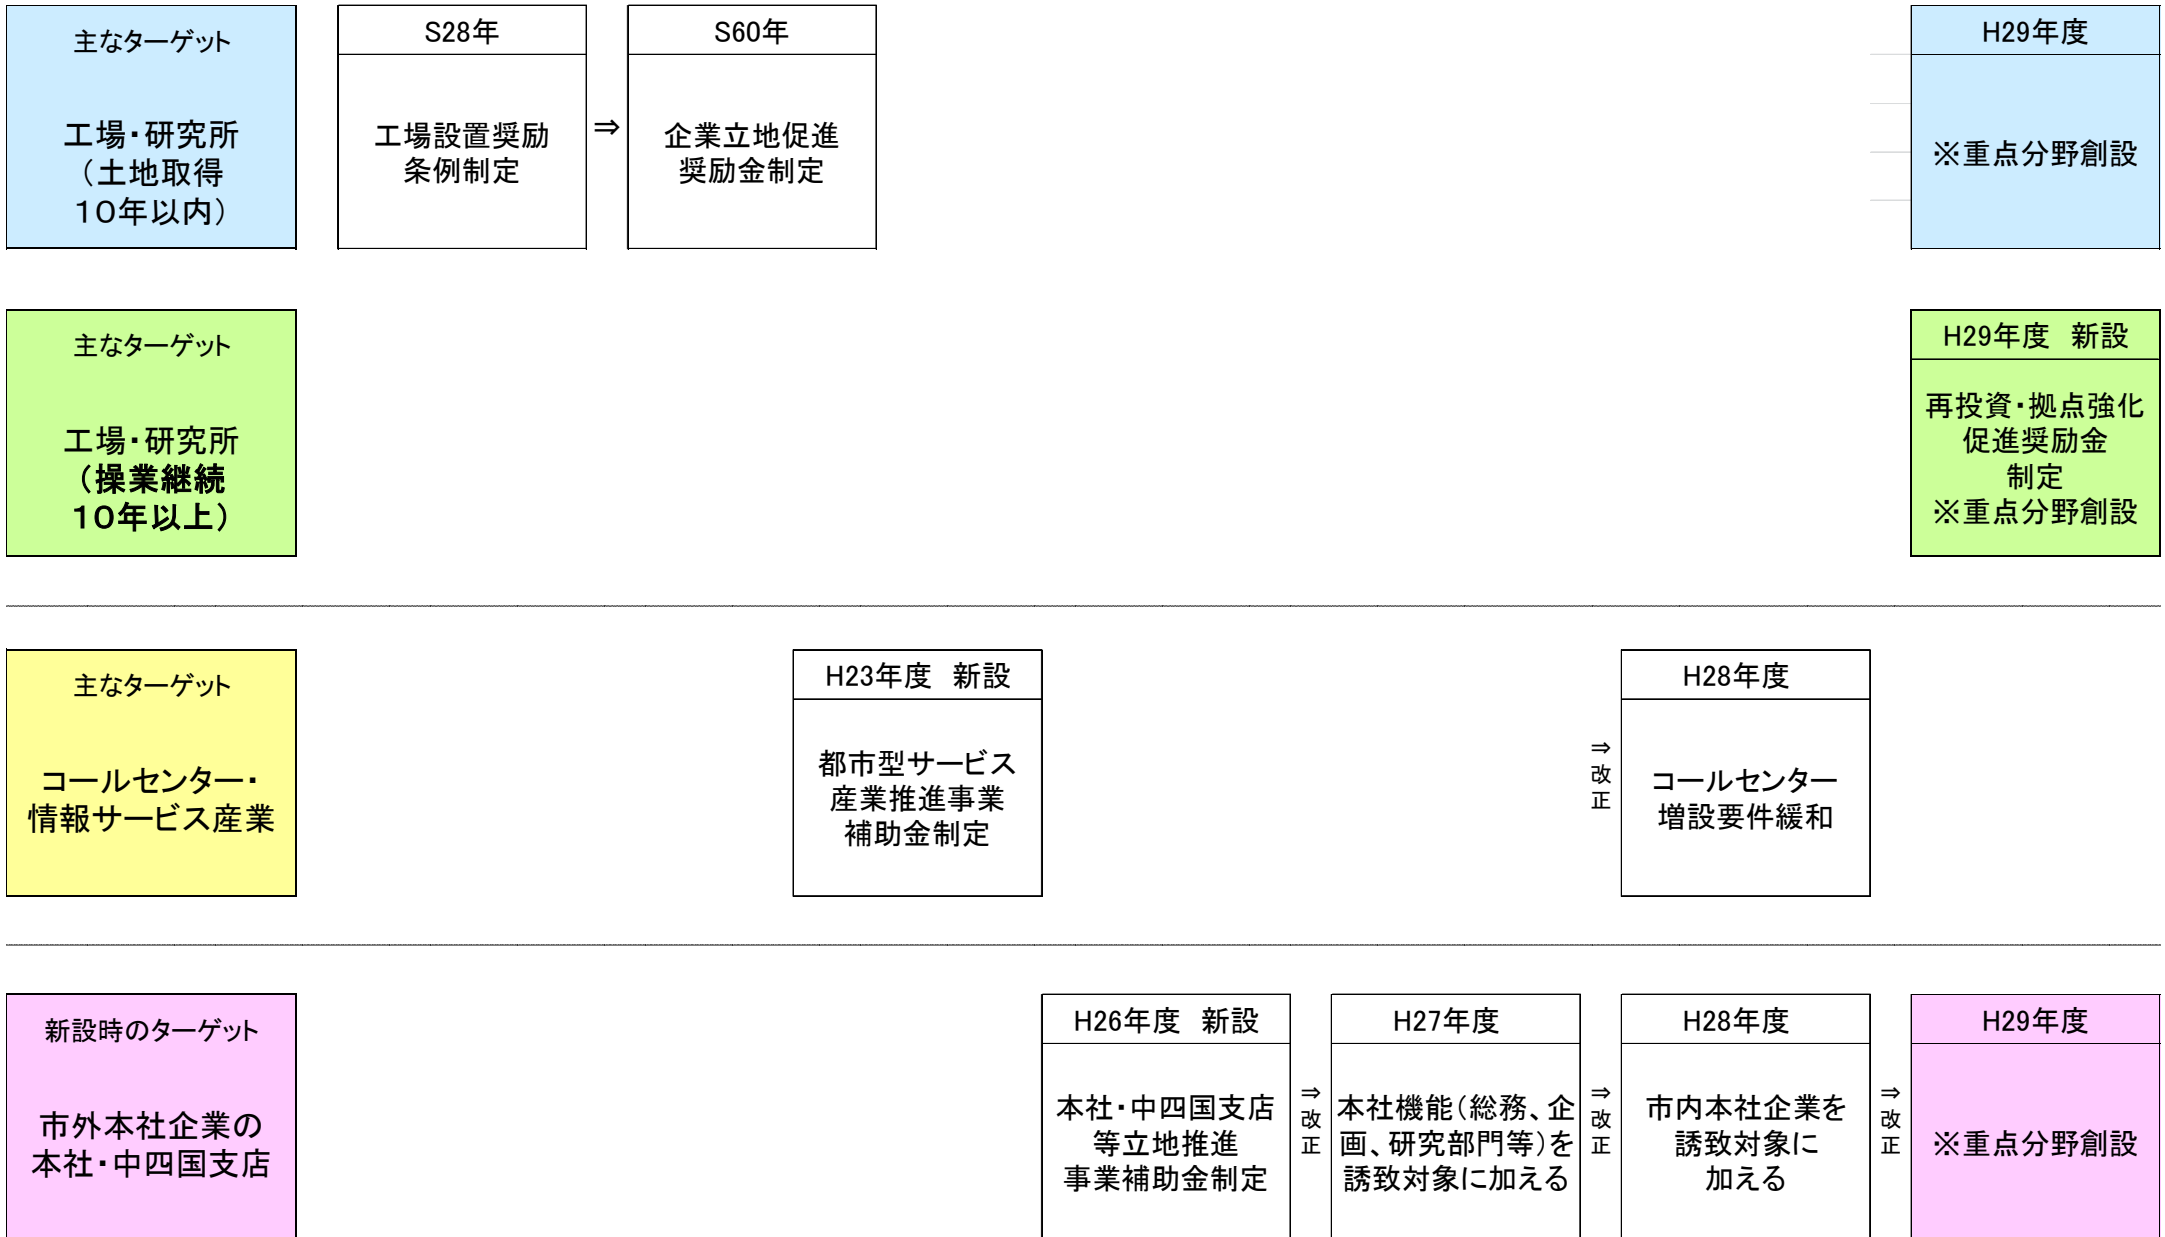 主なターゲット
工場・研究所
（土地取得
10年以内）
S28年
工場設置奨励
条例制定
⇒
S60年
企業立地促進
奨励金制定
H29年度
※重点分野創設
主なターゲット
工場・研究所
（操業継続
10年以上）
H29年度　新設
再投資・拠点強化
促進奨励金
制定
※重点分野創設
主なターゲット
コールセンター・
情報サービス産業
H23年度　新設
都市型サービス
産業推進事業
補助金制定
⇒
改
正
H28年度
コールセンター
増設要件緩和
新設時のターゲット
市外本社企業の
本社・中四国支店
H26年度　新設
本社・中四国支店
等立地推進
事業補助金制定
⇒
改
正
H27年度
本社機能（総務、企
画、研究部門等）を
誘致対象に加える
⇒
改
正
H28年度
市内本社企業を
誘致対象に
加える
⇒
改
正
H29年度
※重点分野創設